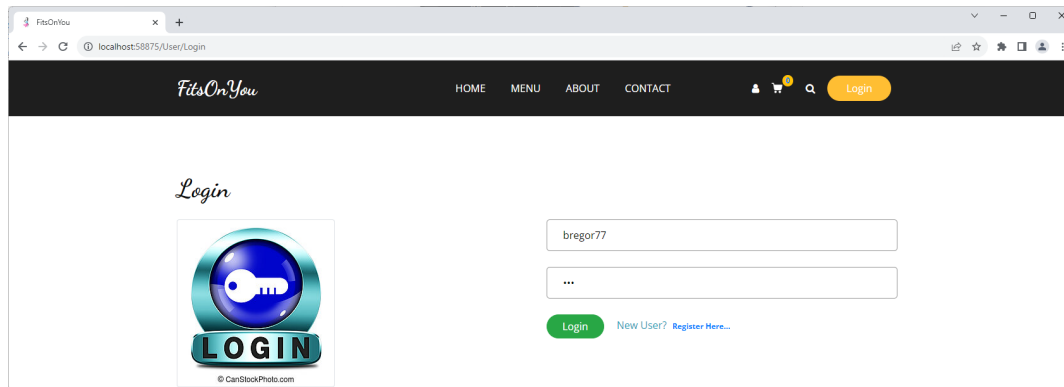 FitsOnYou
localhost:58875/User/Login
FitsOnYou HOME MENU ABOUT CONTACT 0 Login
Login
bregor77
•••
Login New User? Register Here...
LOGIN
© CanStockPhoto.com